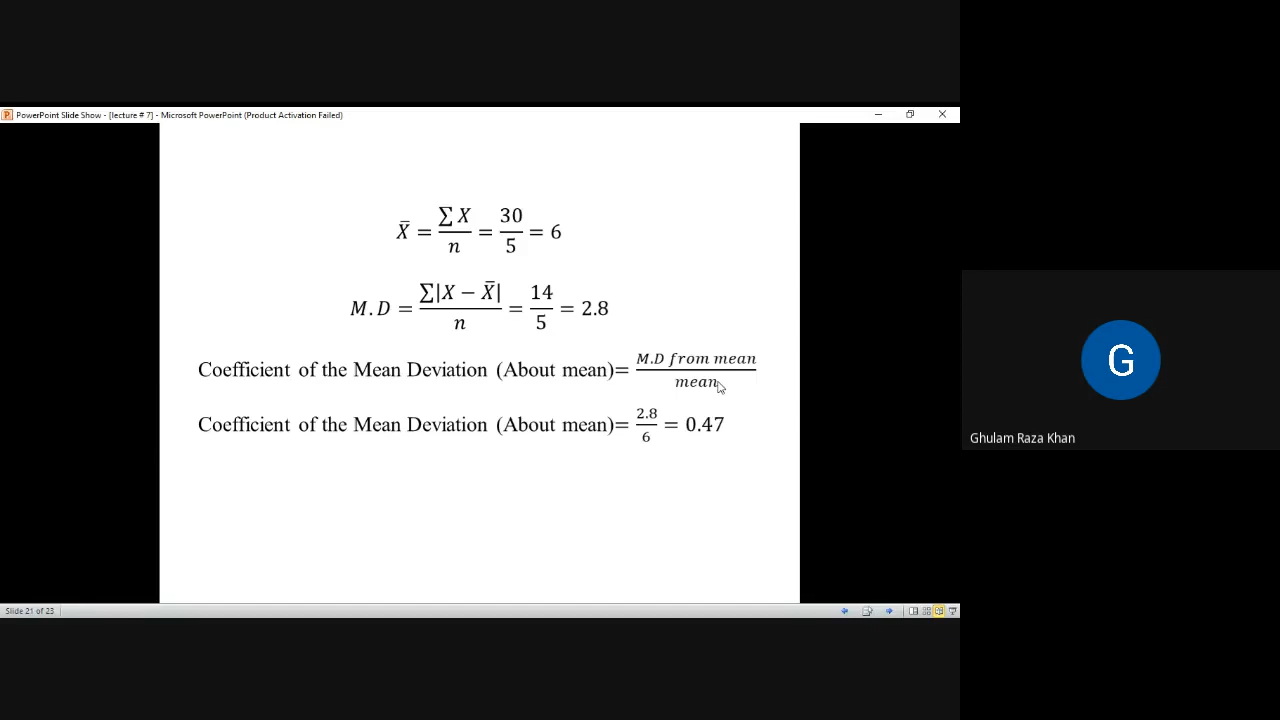 PowerPoint Slide Show - [lecture # 7] - Microsoft PowerPoint (Product Activation Failed)
X̄ = ∑ X / n = 30 / 5 = 6
M. D = ∑|X − X̄| / n = 14 / 5 = 2.8
Coefficient of the Mean Deviation (About mean)= M.D from mean / mean
Coefficient of the Mean Deviation (About mean)= 2.8 / 6 = 0.47
G
Ghulam Raza Khan
Slide 21 of 23